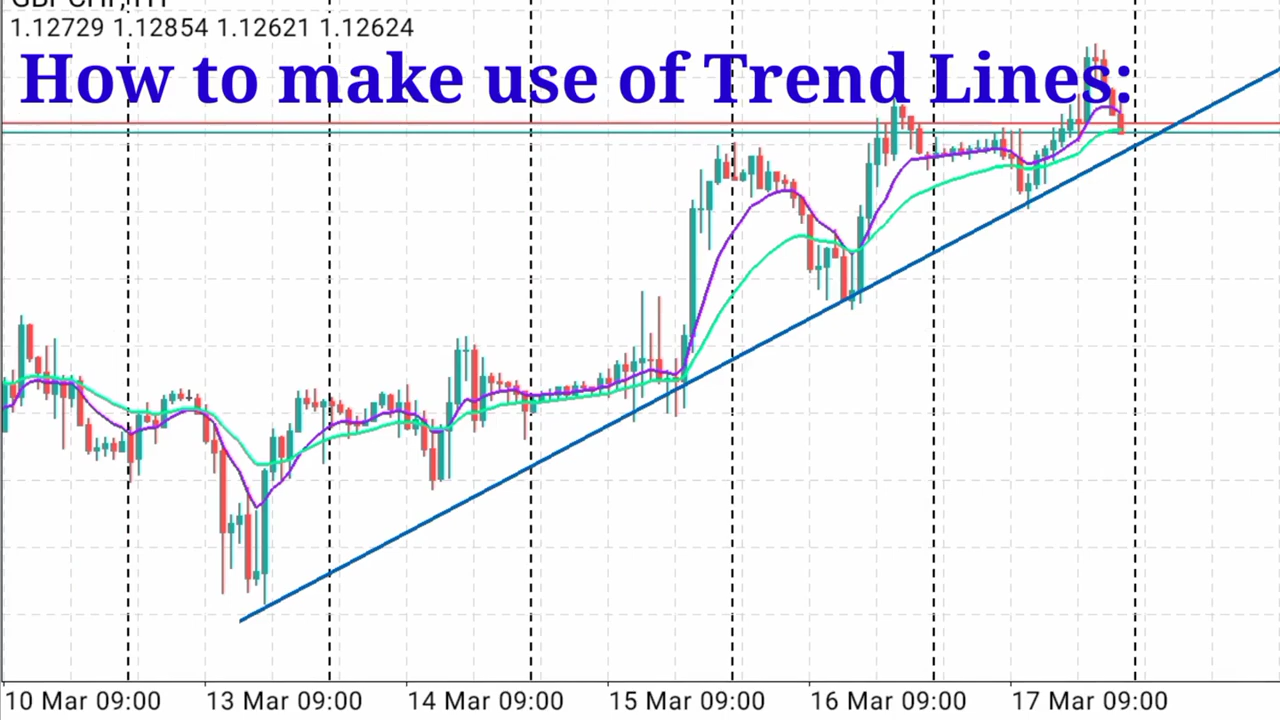 1.12729 1.12854 1.12621 1.12624
How to make use of Trend Lines:
10 Mar 09:00 13 Mar 09:00 14 Mar 09:00 15 Mar 09:00 16 Mar 09:00 17 Mar 09:00